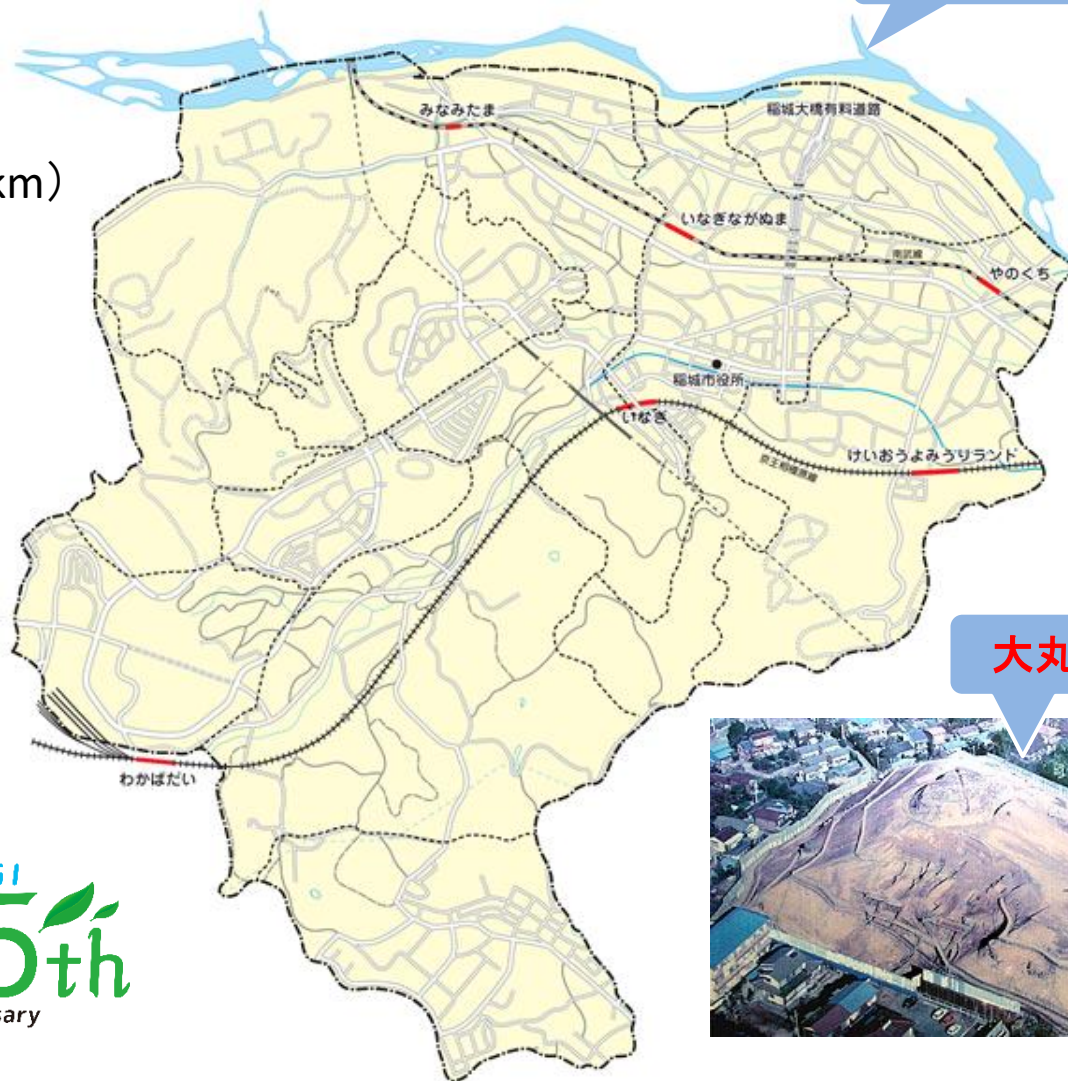 みなみたま
稲城大橋有料道路
km）
いなぎながぬま
南武線
やのくち
稲城市役所
いなぎ
けいおうよみうりランド
京王相模原線
大丸
わかばだい
5th